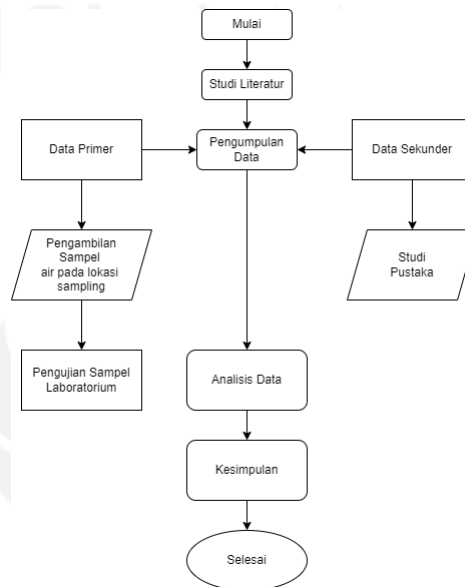 Mulai
Studi Literatur
Data Primer
Pengumpulan
Data
Data Sekunder
Pengambilan
Sampel
air pada lokasi
sampling
Studi
Pustaka
Pengujian Sampel
Laboratorium
Analisis Data
Kesimpulan
Selesai